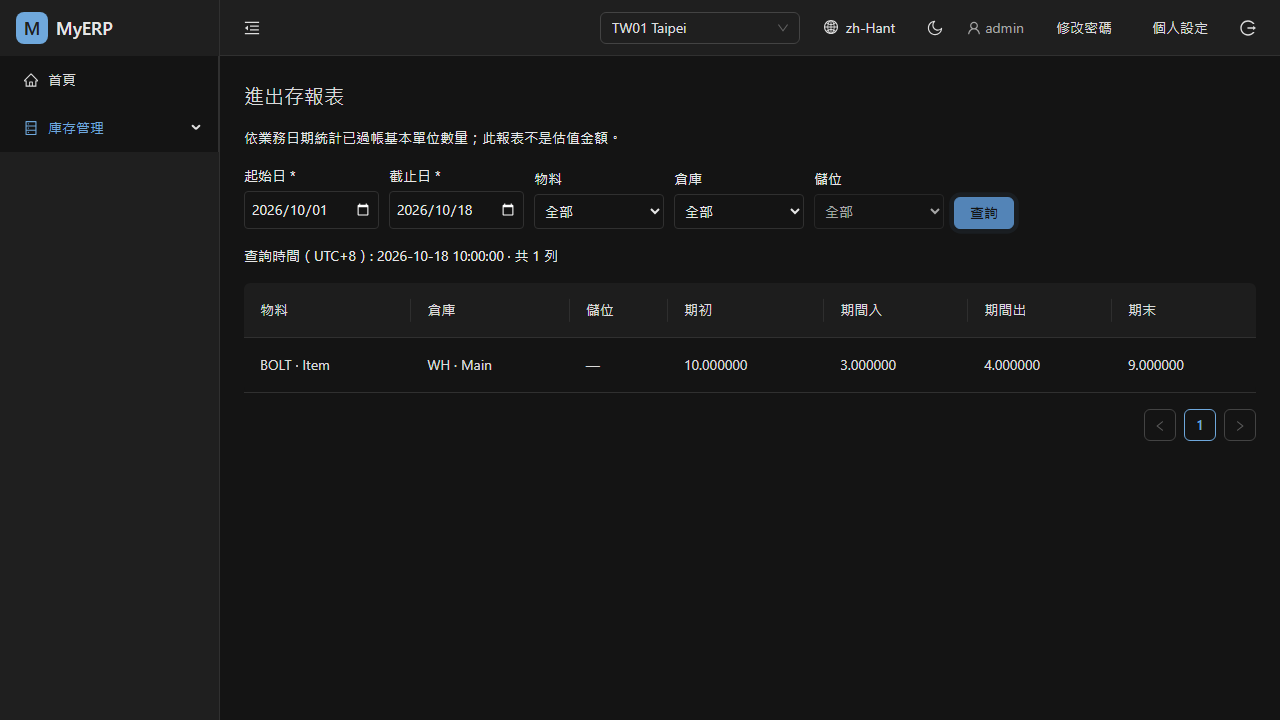 M MyERP
TW01 Taipei
zh-Hant
admin
修改密碼
個人設定
首頁
庫存管理
進出存報表
依業務日期統計已過帳基本單位數量；此報表不是估值金額。
起始日 * 截止日 * 物料 倉庫 儲位
2026/10/01 2026/10/18 全部 全部 全部 查詢
查詢時間（UTC+8）: 2026-10-18 10:00:00 · 共 1 列
物料 倉庫 儲位 期初 期間入 期間出 期末
BOLT · Item WH · Main — 10.000000 3.000000 4.000000 9.000000
1